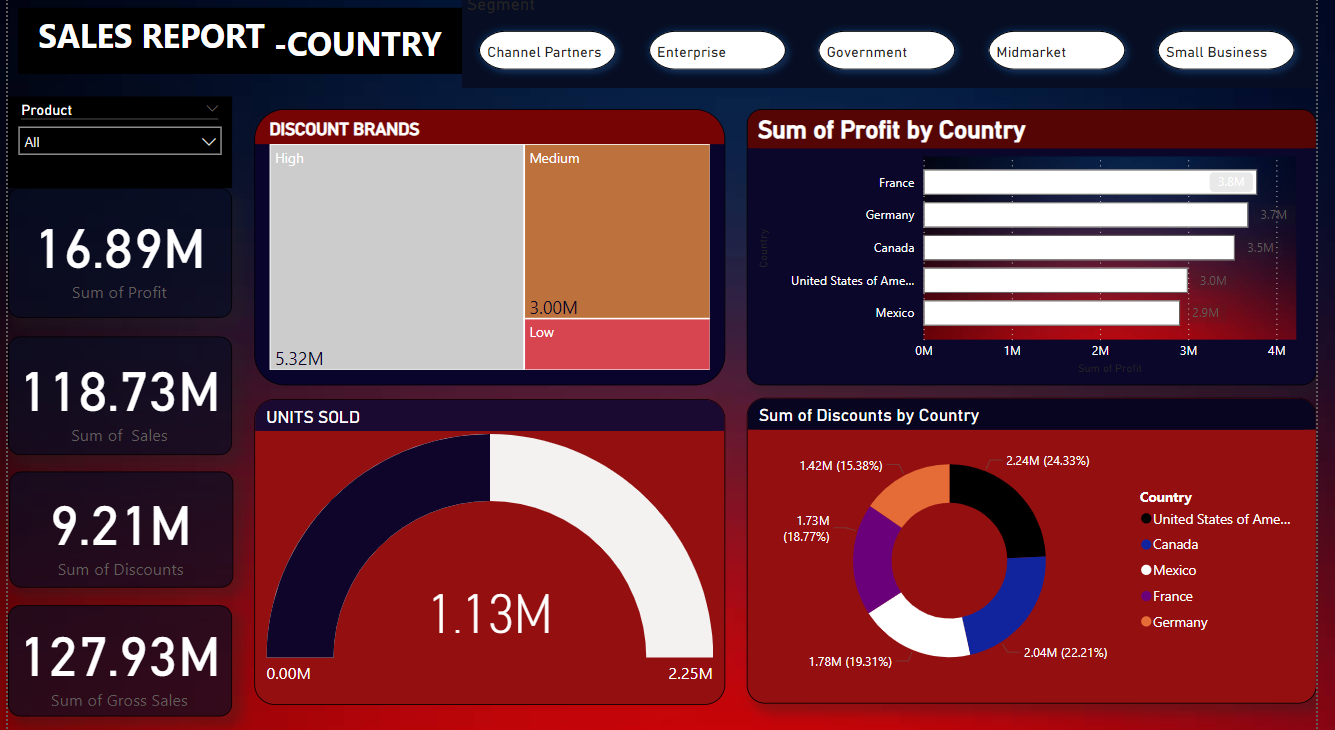 Segment
SALES REPORT -COUNTRY
Channel Partners
Enterprise
Government
Midmarket
Small Business
Product
All
16.89M
Sum of Profit
118.73M
Sum of  Sales
9.21M
Sum of Discounts
127.93M
Sum of Gross Sales
DISCOUNT BRANDS
High
5.32M
Medium
3.00M
Low
Sum of Profit by Country
Country
France
3.8M
Germany
3.7M
Canada
3.5M
United States of Ame...
3.0M
Mexico
2.9M
0M
1M
2M
3M
4M
Sum of Profit
UNITS SOLD
1.13M
0.00M
2.25M
Sum of Discounts by Country
2.24M (24.33%)
2.04M (22.21%)
1.78M (19.31%)
1.73M
(18.77%)
1.42M (15.38%)
Country
United States of Ame...
Canada
Mexico
France
Germany